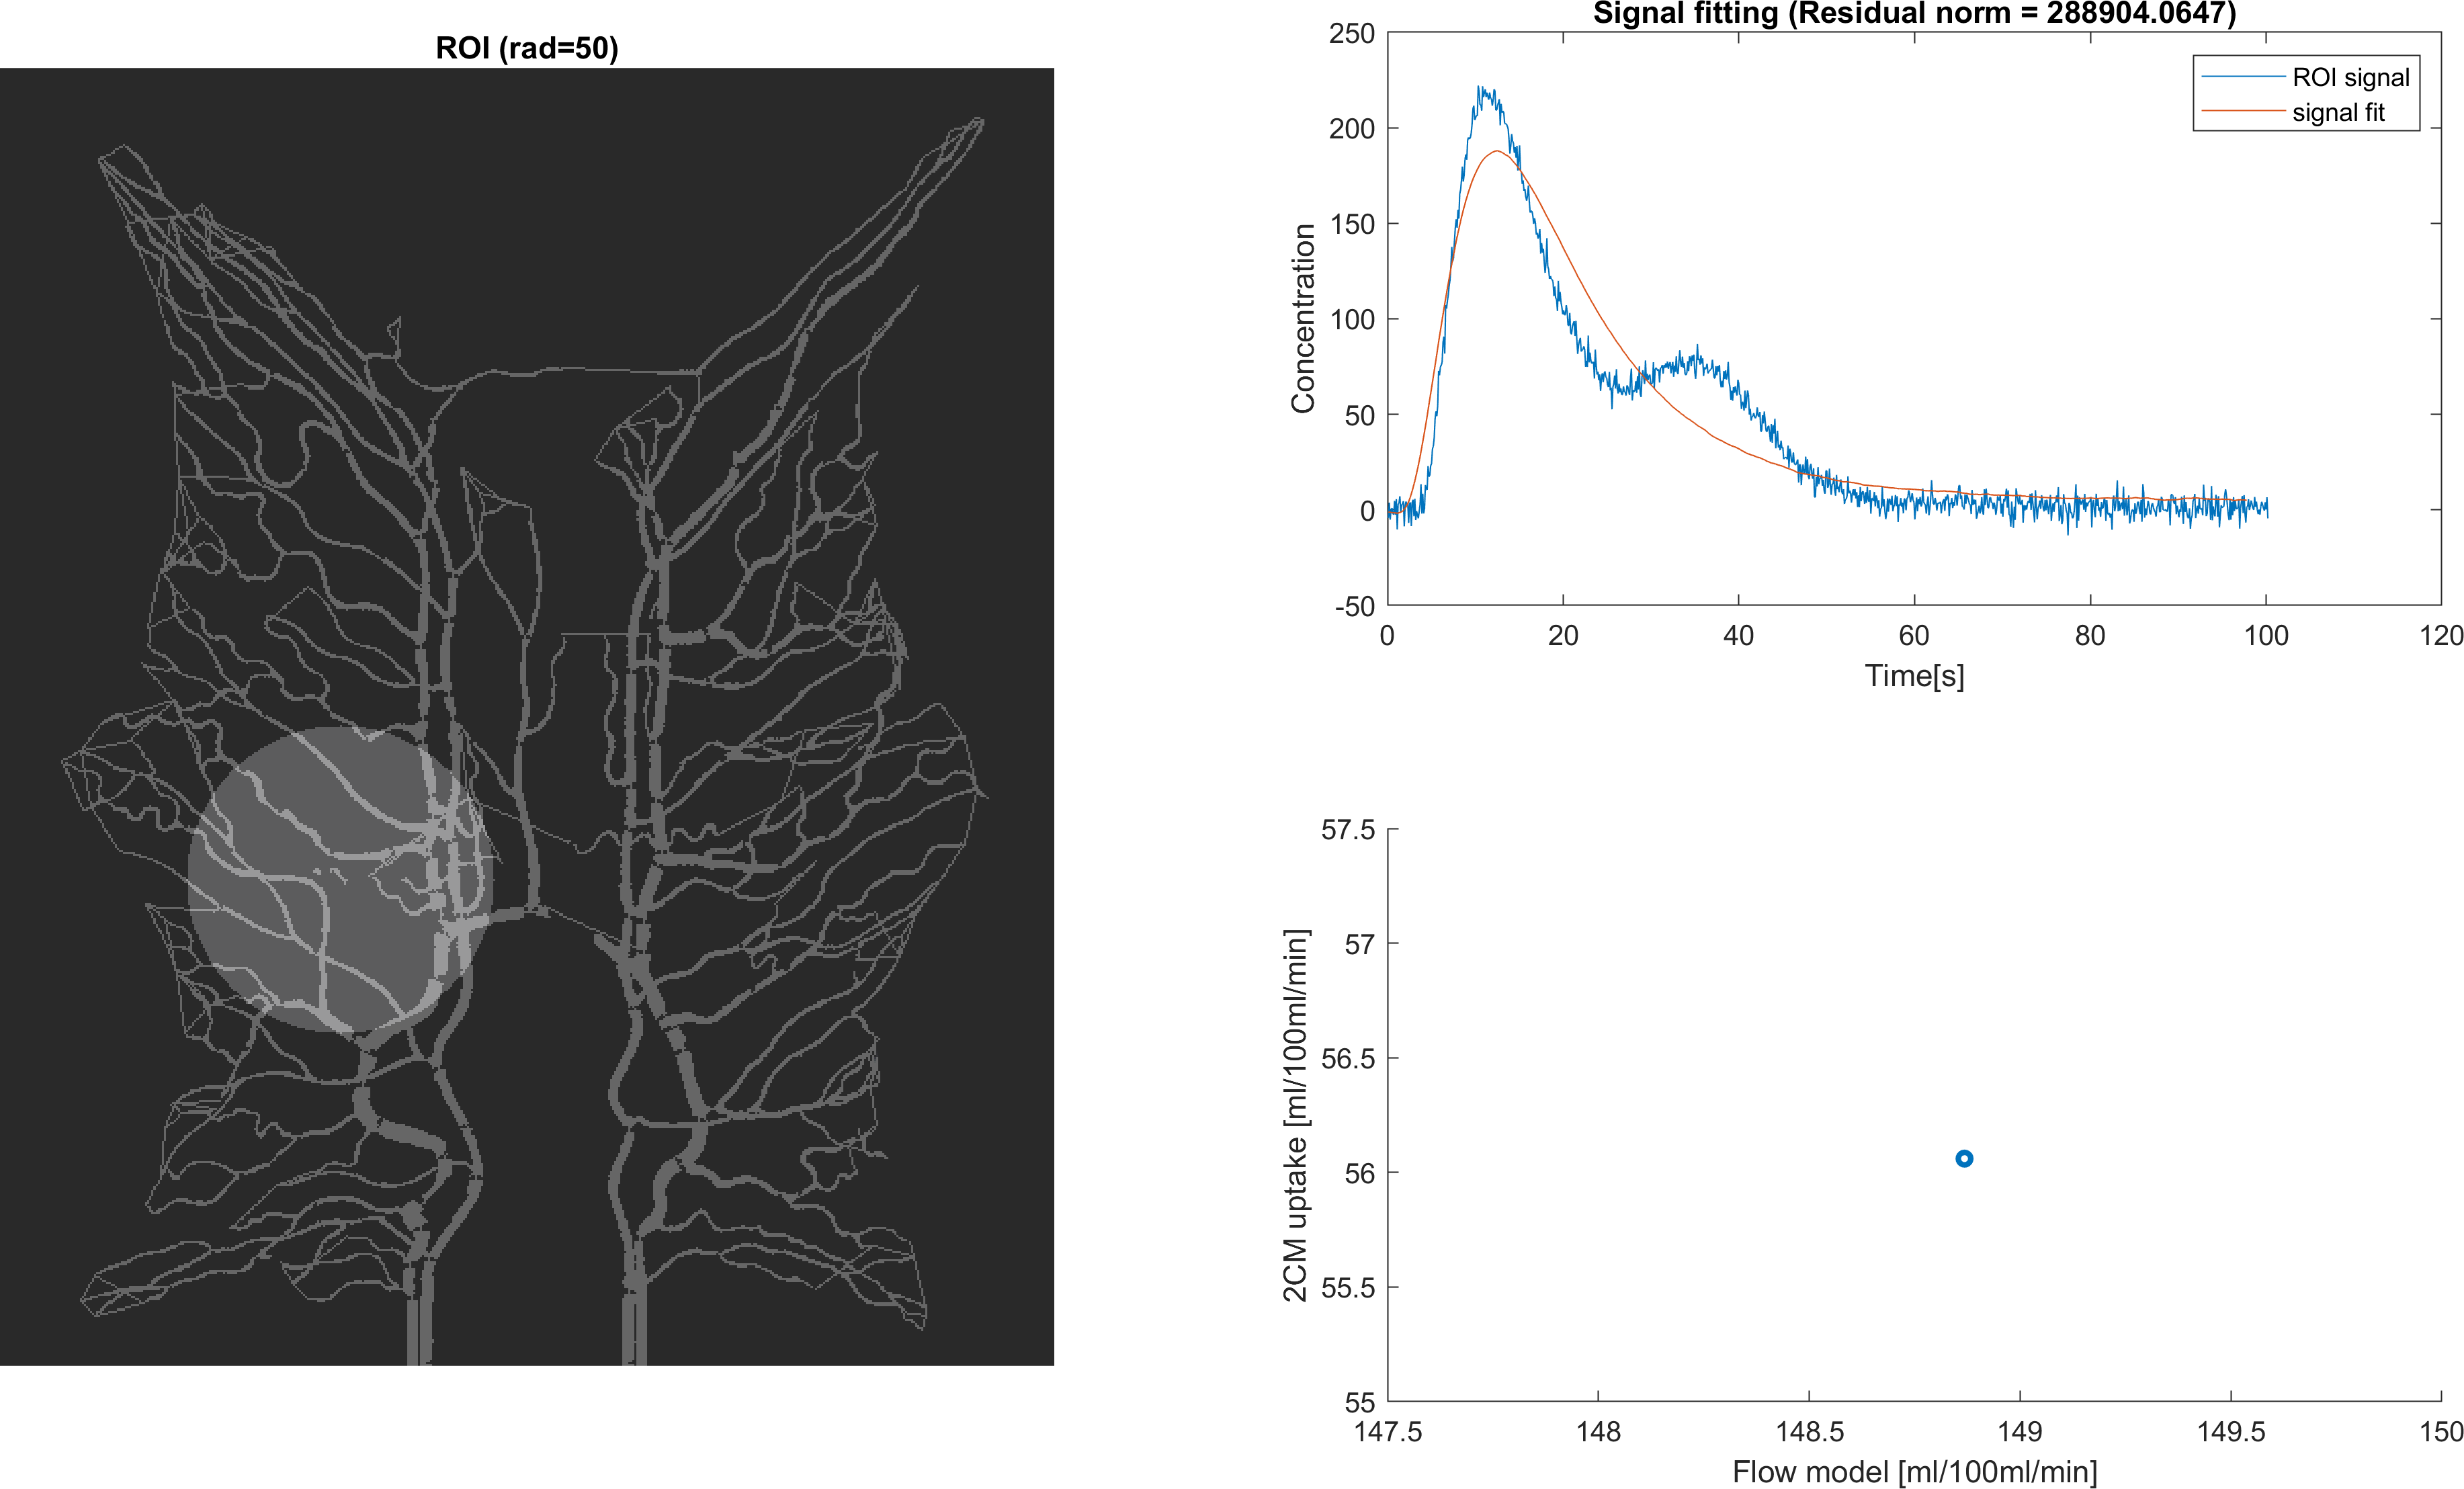 ROI (rad=50)
Signal fitting (Residual norm = 288904.0647)
250
200
150
100
50
0
-50
Concentration
ROI signal
signal fit
0 20 40 60 80 100 120
Time[s]
57.5
57
56.5
56
55.5
55
2CM uptake [ml/100ml/min]
147.5 148 148.5 149 149.5 150
Flow model [ml/100ml/min]